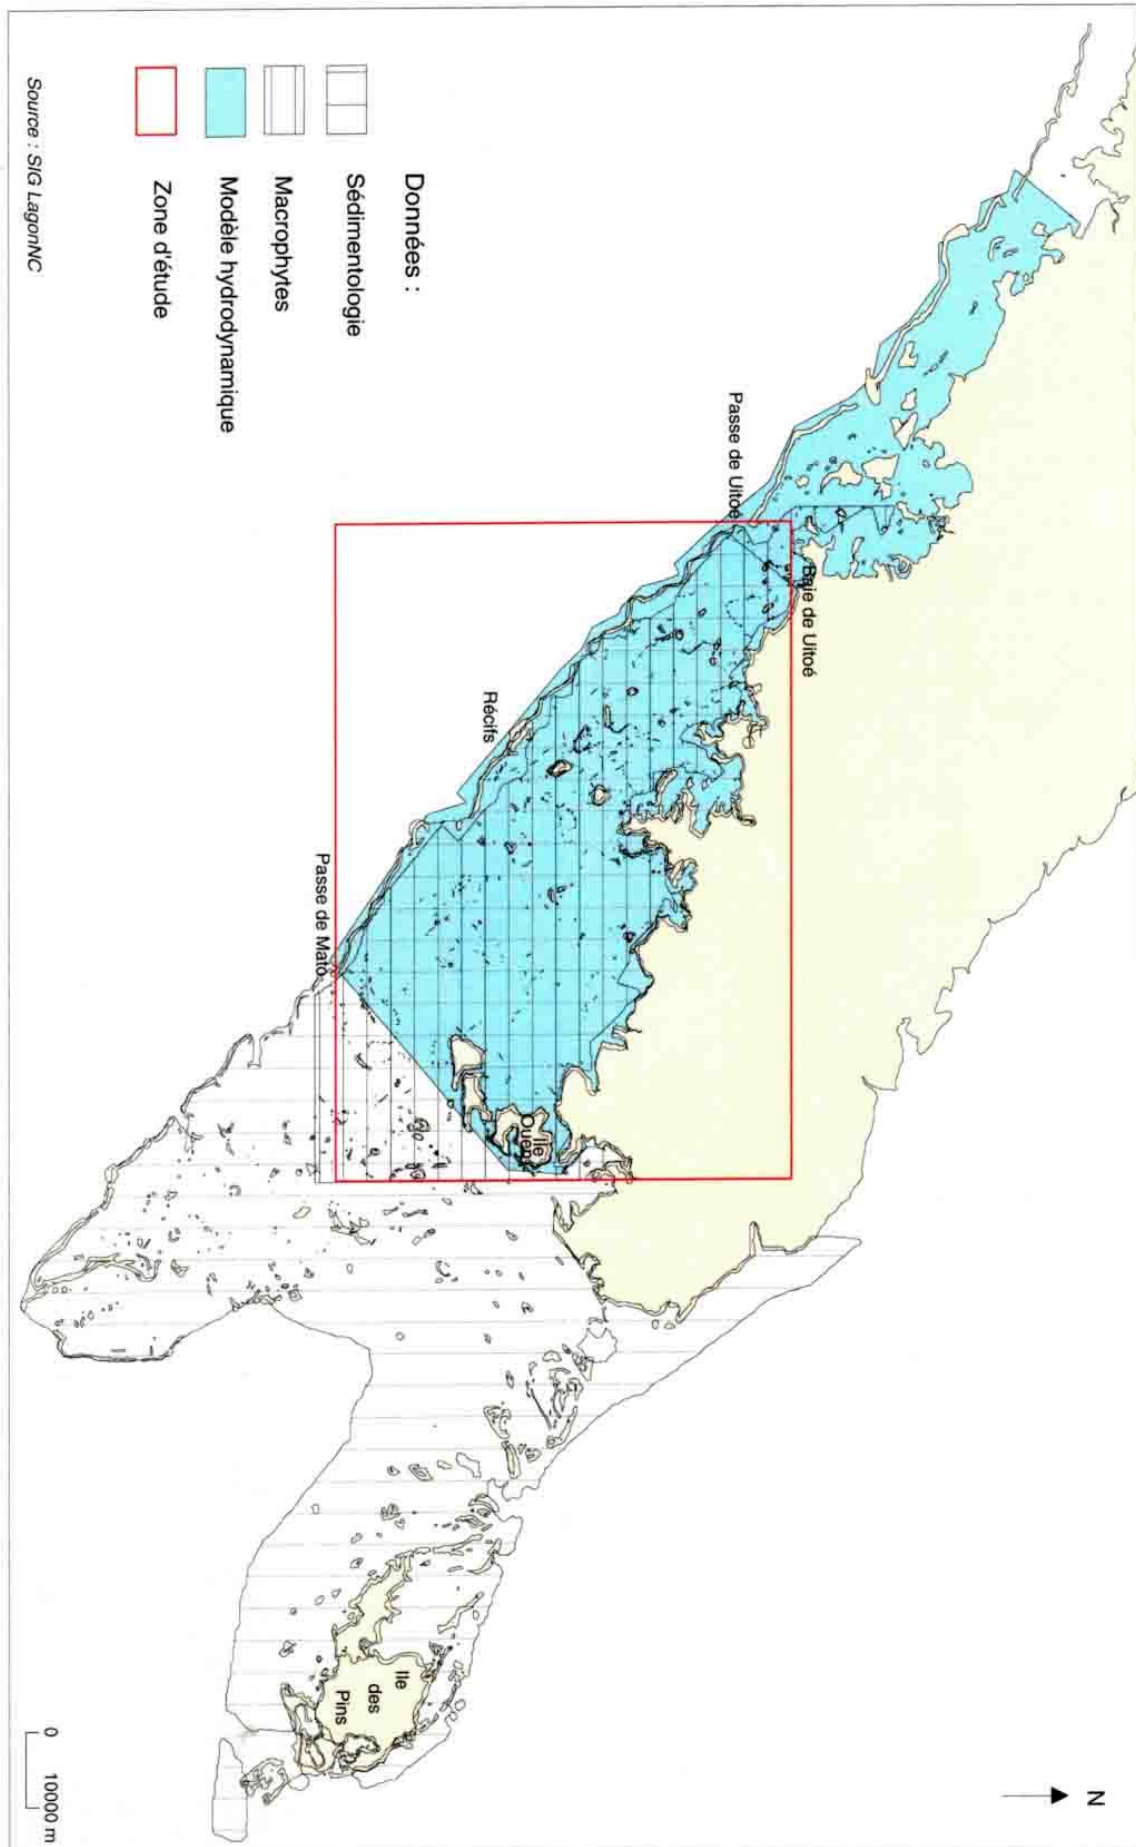 N
Baie de Uitoé
Passe de Uitoé
Récifs
Ile
Ouen
Passe de Mato
Ile
des
Pins
Données :
Sédimentologie
Macrophytes
Modèle hydrodynamique
Zone d'étude
Source : SIG LagonNC
0
10000 m